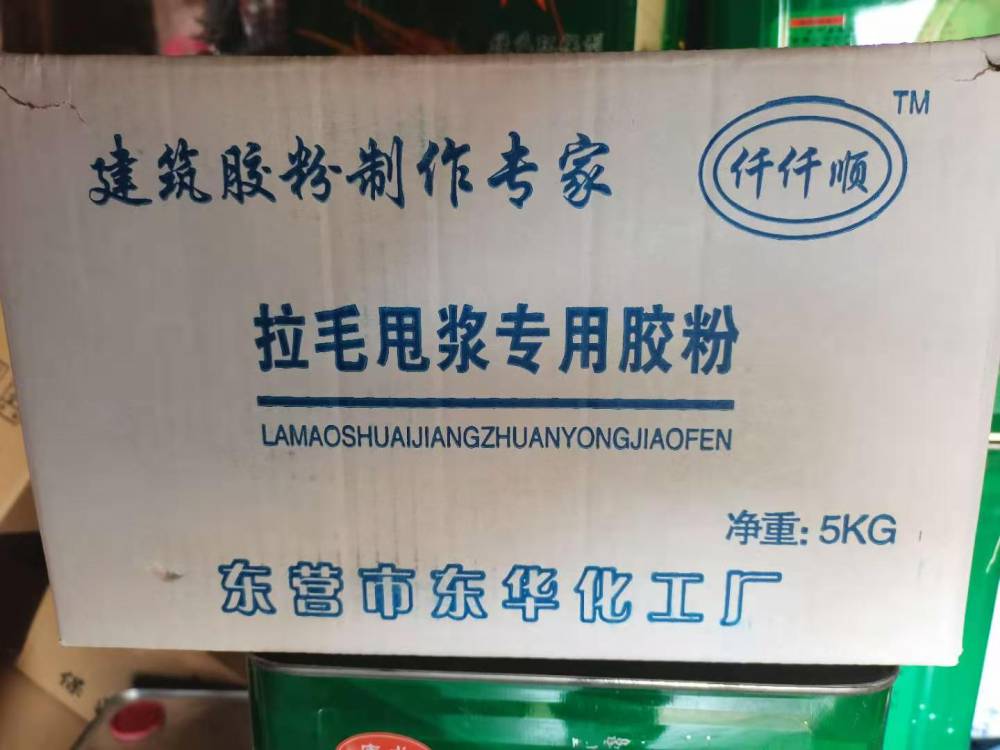 建筑胶粉制作专家
仟仟顺 TM
拉毛甩浆专用胶粉
LAMAOSHUAIJIANGZHUANYONGJIAOFEN
净重: 5KG
东营市东华化工厂
保